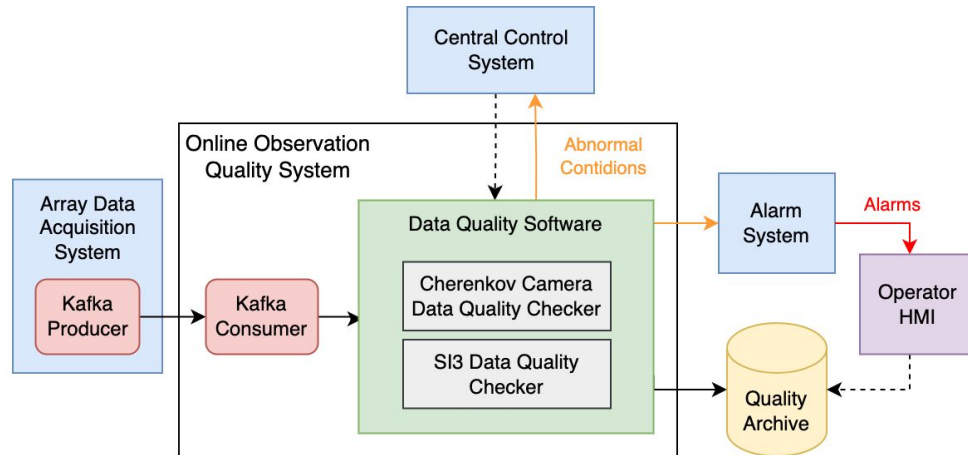 Central Control
System
Online Observation
Quality System
Abnormal
Contidions
Array Data
Acquisition
System
Kafka
Producer
Kafka
Consumer
Data Quality Software
Cherenkov Camera
Data Quality Checker
SI3 Data Quality
Checker
Alarm
System
Alarms
Operator
HMI
Quality
Archive